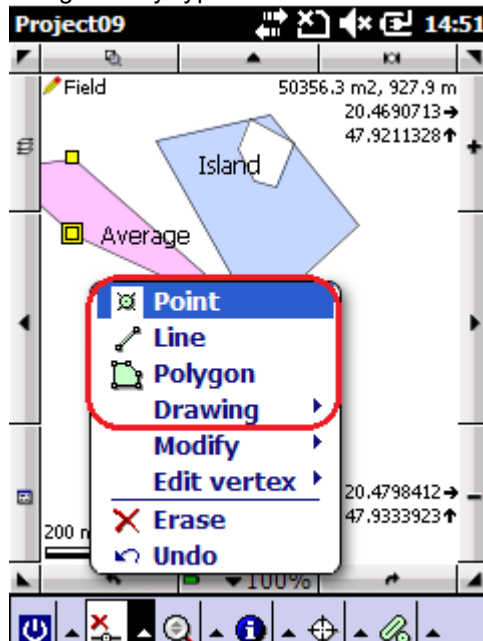 Project09 14:51
Field 50356.3 m2, 927.9 m
20.4690713
47.9211328
Island
Average
Point
Line
Polygon
Drawing
Modify
Edit vertex
20.4798412
Erase
47.9333923
200 m
Undo
100%